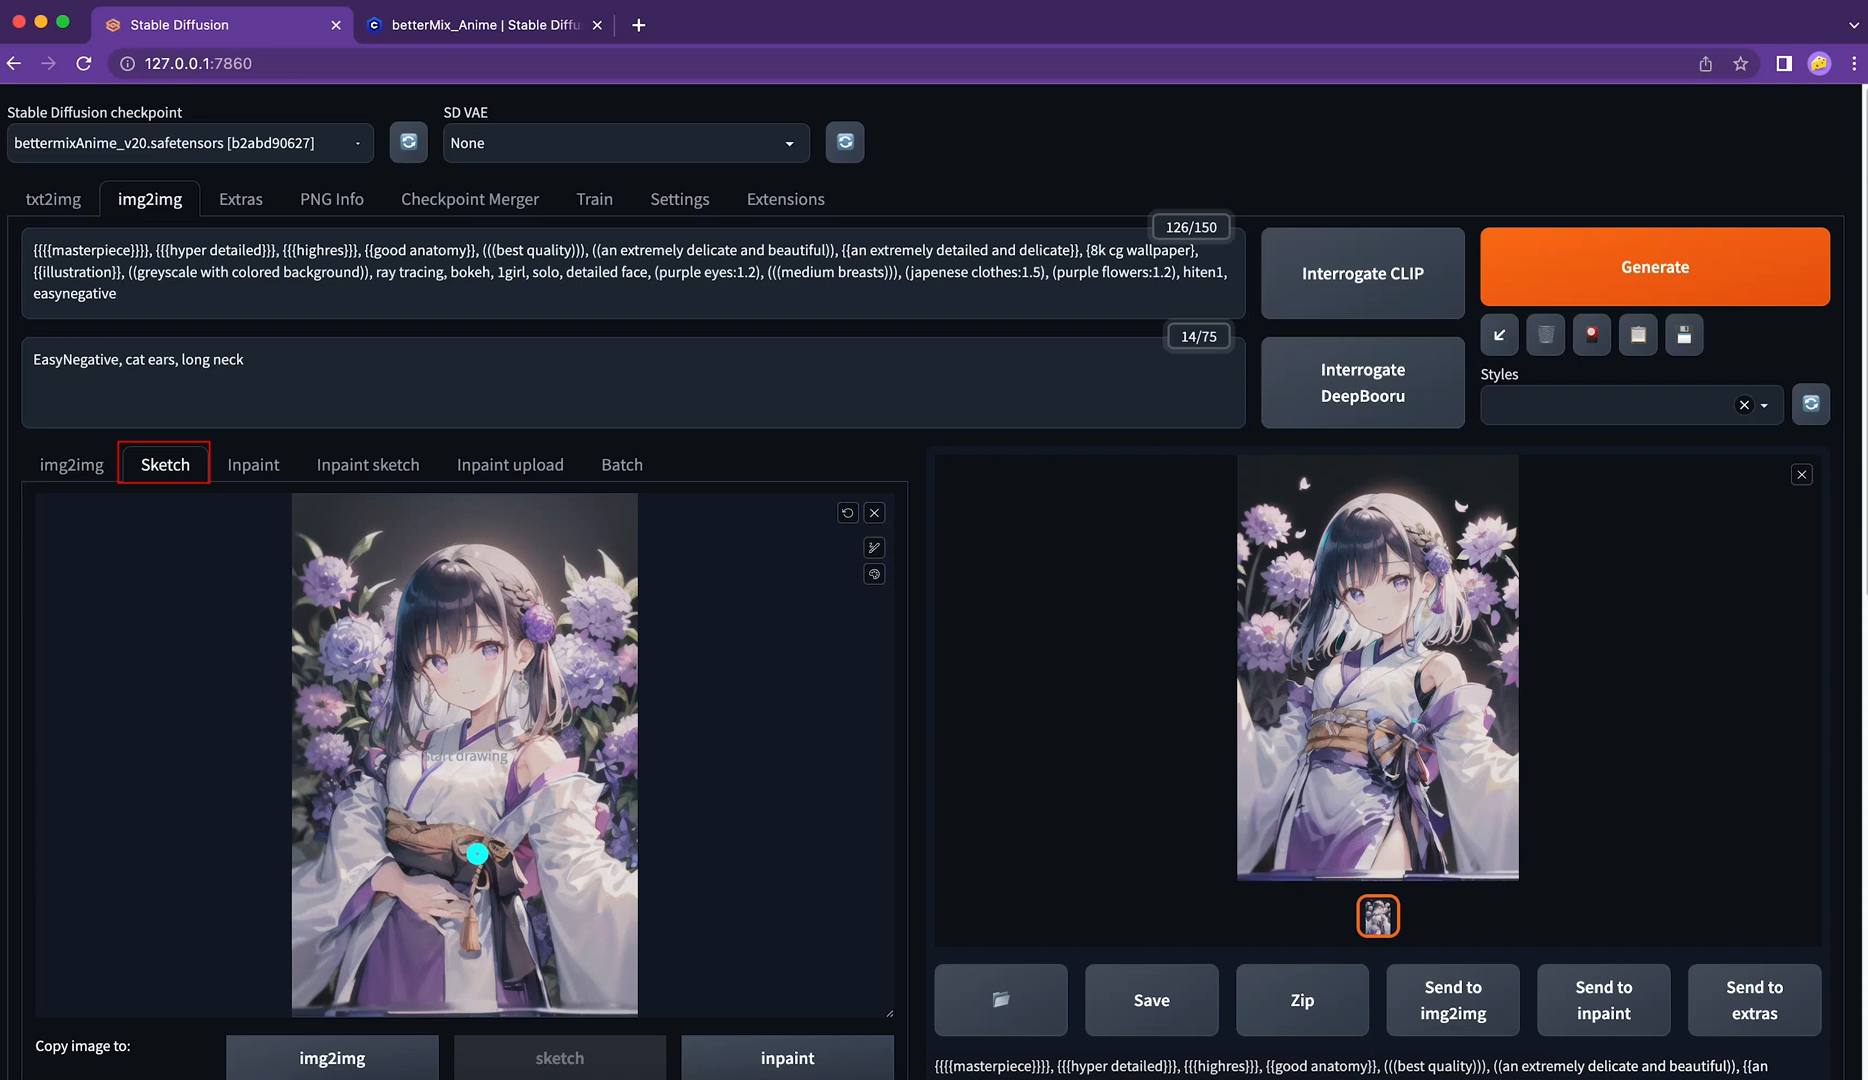 Stable Diffusion
betterMix_Anime | Stable Diffu
127.0.0.1:7860
Stable Diffusion checkpoint
SD VAE
bettermixAnime_v20.safetensors [b2abd90627]
None
txt2img
img2img
Extras
PNG Info
Checkpoint Merger
Train
Settings
Extensions
126/150
{{{{masterpiece}}}}, {{{hyper detailed}}}, {{{highres}}}, {{good anatomy}}, (((best quality))), ((an extremely delicate and beautiful)), {{an extremely detailed and delicate}}, {8k cg wallpaper},
{{illustration}}, ((greyscale with colored background)), ray tracing, bokeh, 1girl, solo, detailed face, (purple eyes:1.2), (((medium breasts))), (japenese clothes:1.5), (purple flowers:1.2), hiten1,
easynegative
Interrogate CLIP
Generate
14/75
EasyNegative, cat ears, long neck
Interrogate
DeepBooru
Styles
img2img
Sketch
Inpaint
Inpaint sketch
Inpaint upload
Batch
Start drawing
Copy image to:
img2img
sketch
inpaint
Save
Zip
Send to
img2img
Send to
inpaint
Send to
extras
{{{{masterpiece}}}}, {{{hyper detailed}}}, {{{highres}}}, {{good anatomy}}, (((best quality))), ((an extremely delicate and beautiful)), {{an